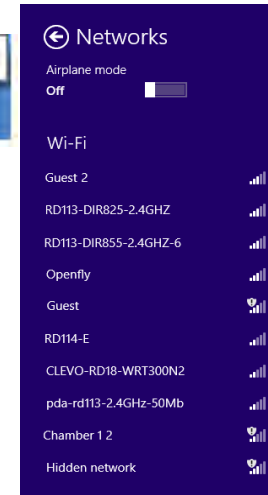 Networks
Airplane mode
Off
Wi-Fi
Guest 2
RD113-DIR825-2.4GHZ
RD113-DIR855-2.4GHZ-6
Openfly
Guest
RD114-E
CLEVO-RD18-WRT300N2
pda-rd113-2.4GHz-50Mb
Chamber 1 2
Hidden network